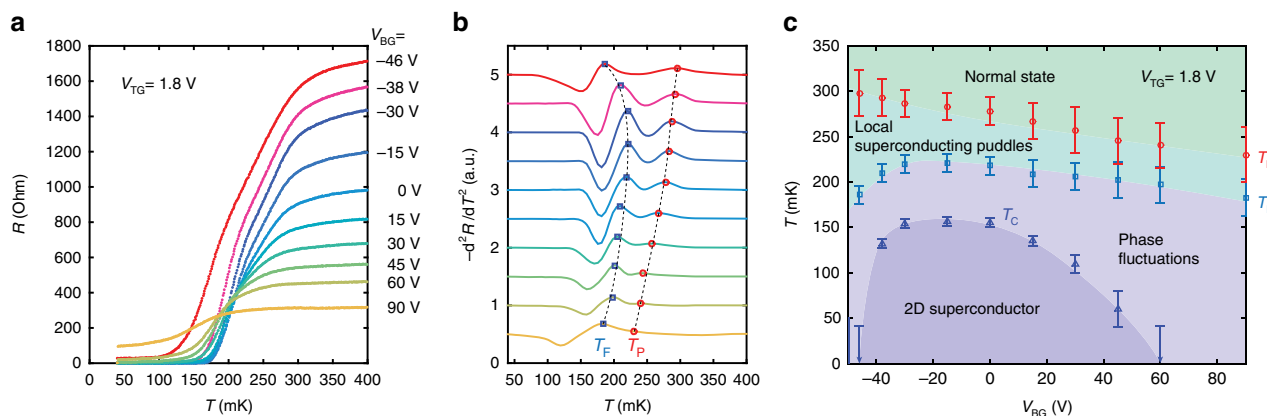 a
R (Ohm)
1800
1600
1400
1200
1000
800
600
400
200
0
V_TG= 1.8 V
V_BG=
−46 V
−38 V
−30 V
−15 V
0 V
15 V
30 V
45 V
60 V
90 V
0 50 100 150 200 250 300 350 400
T (mK)
b
−d²R/dT² (a.u.)
5
4
3
2
1
0
T_F
T_P
40 100 200 300 400
T (mK)
c
T (mK)
350
300
250
200
150
100
50
0
Normal state
V_TG= 1.8 V
Local
superconducting puddles
T_C
Phase
fluctuations
2D superconductor
T
T
−40 −20 0 20 40 60 80
V_BG (V)